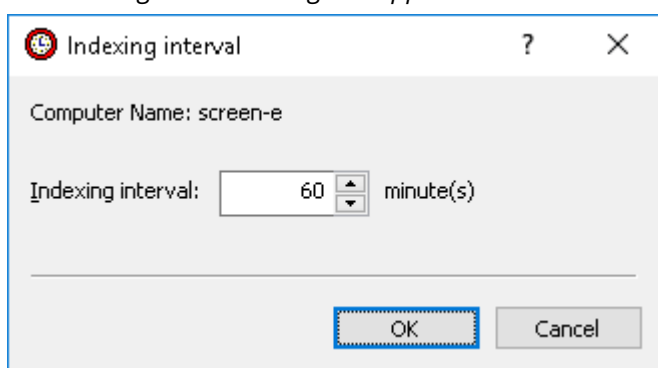 Indexing interval
?
Computer Name: screen-e
Indexing interval: 60 minute(s)
OK Cancel